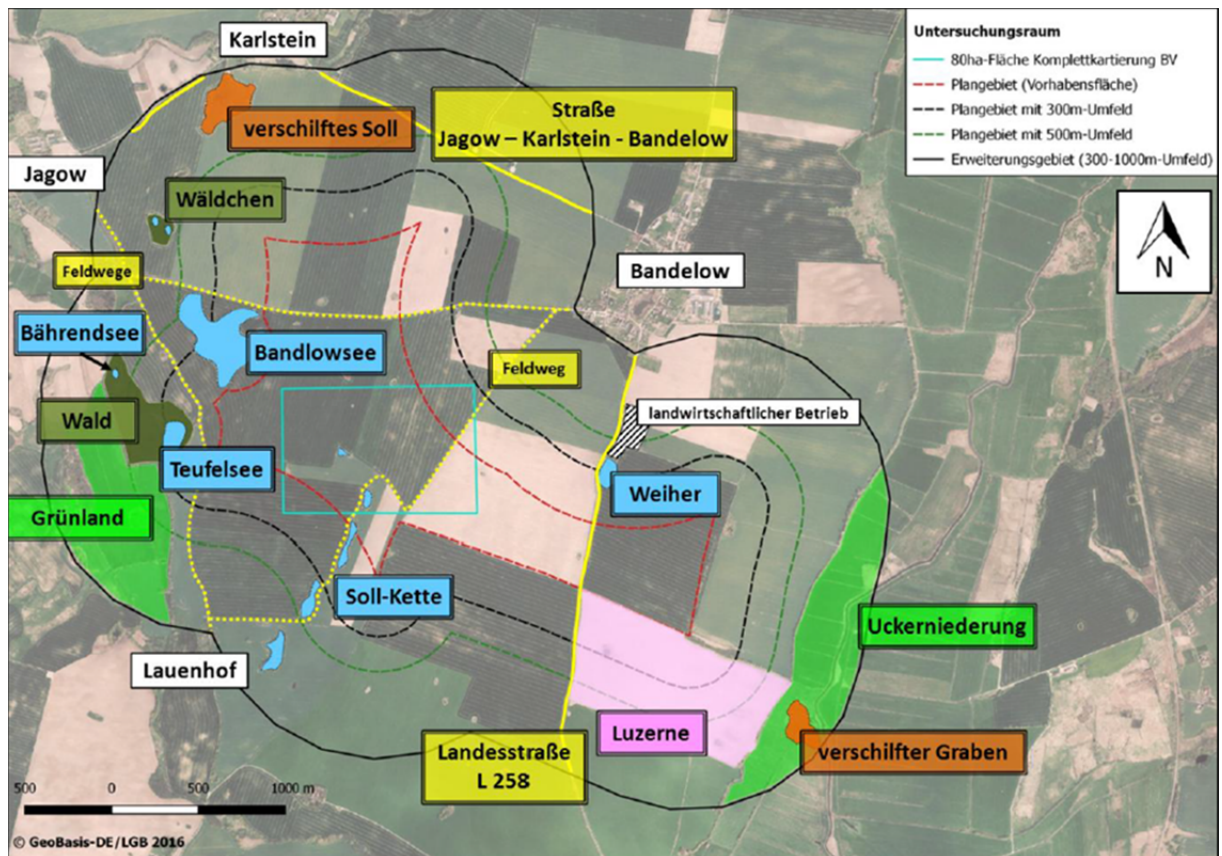 Karlstein
Untersuchungsraum
80ha-Fläche Komplettkartierung BV
Plangebiet (Vorhabensfläche)
Plangebiet mit 300m-Umfeld
Plangebiet mit 500m-Umfeld
Erweiterungsgebiet (300-1000m-Umfeld)
verschilftes Soll
Straße
Jagow – Karlstein - Bandelow
Jagow
Wäldchen
N
Feldwege
Bandelow
Bährendsee
Bandlowsee
Feldweg
Wald
landwirtschaftlicher Betrieb
Teufelsee
Weiher
Grünland
Soll-Kette
Uckerniederung
Lauenhof
Luzerne
Landesstraße
L 258
verschilfter Graben
500 0 500 1000 m
© GeoBasis-DE/LGB 2016